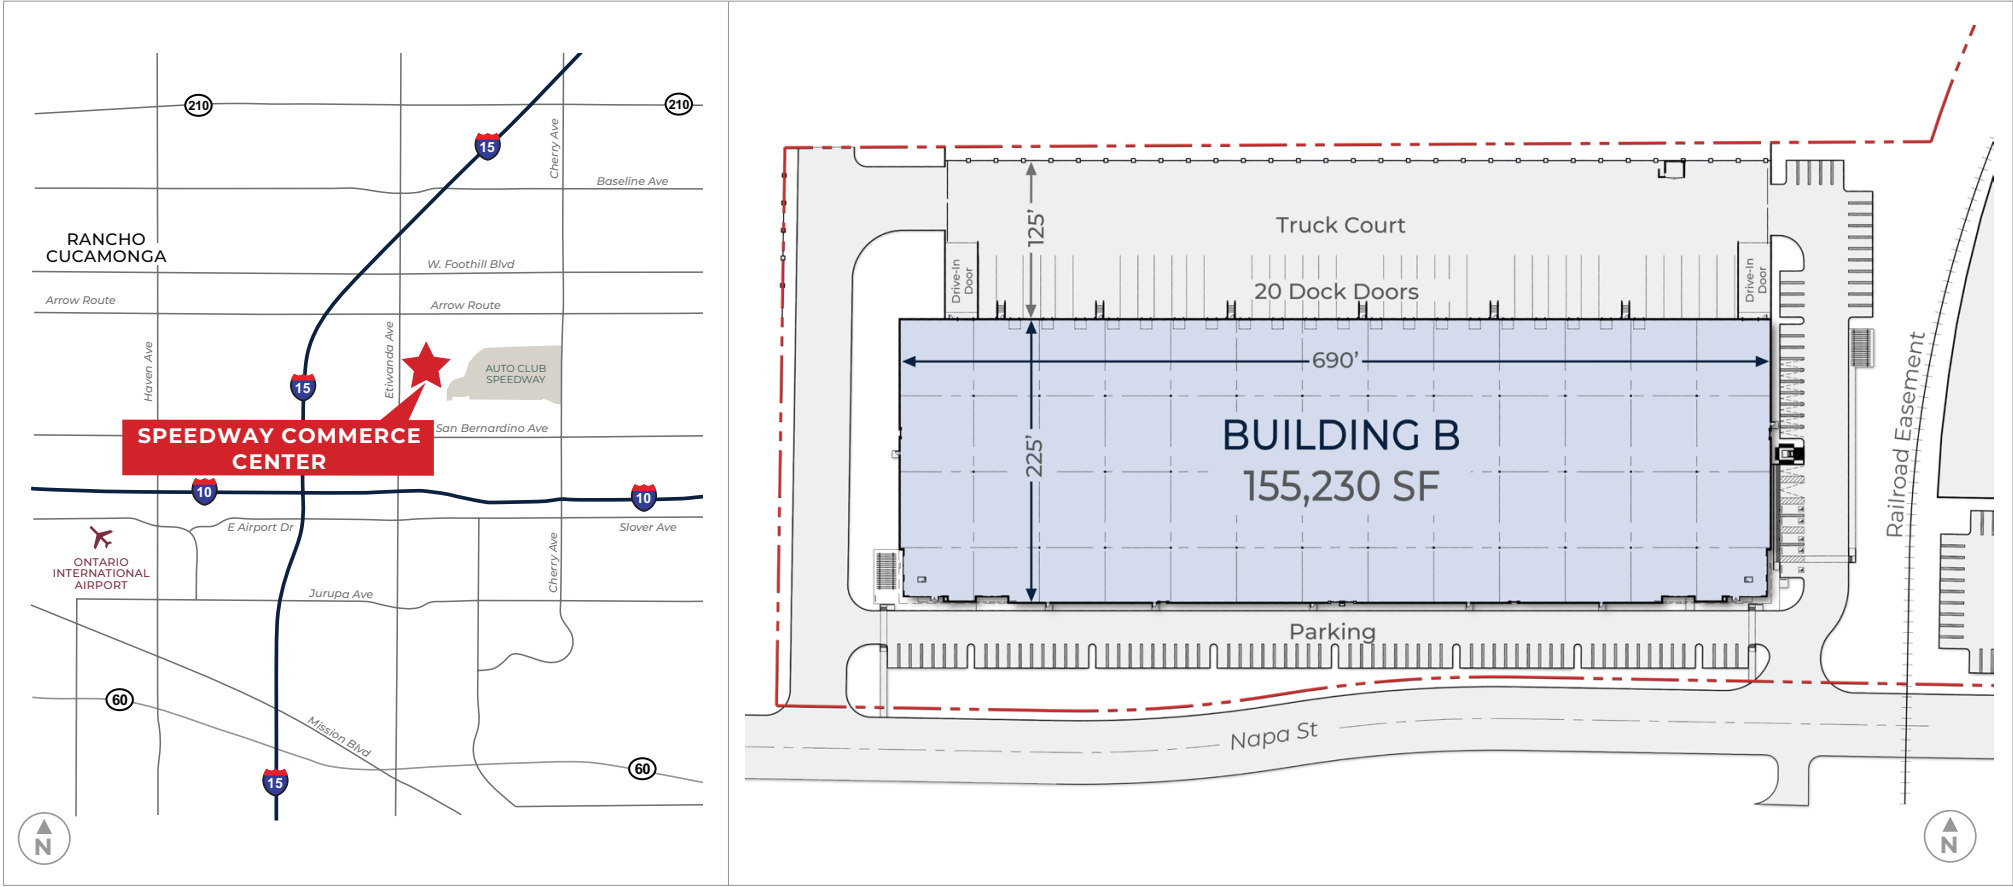 210
210
15
Cherry Ave
Baseline Ave
RANCHO
CUCAMONGA
W. Foothill Blvd
Arrow Route
Arrow Route
Haven Ave
Etiwanda Ave
15
AUTO CLUB
SPEEDWAY
SPEEDWAY COMMERCE
CENTER
San Bernardino Ave
10
10
E Airport Dr
Slover Ave
ONTARIO
INTERNATIONAL
AIRPORT
Cherry Ave
Jurupa Ave
60
Mission Blvd
60
15
N
125'
Truck Court
Drive-In
Door
20 Dock Doors
Drive-In
Door
690'
225'
BUILDING B
155,230 SF
Railroad Easement
Parking
Napa St
N